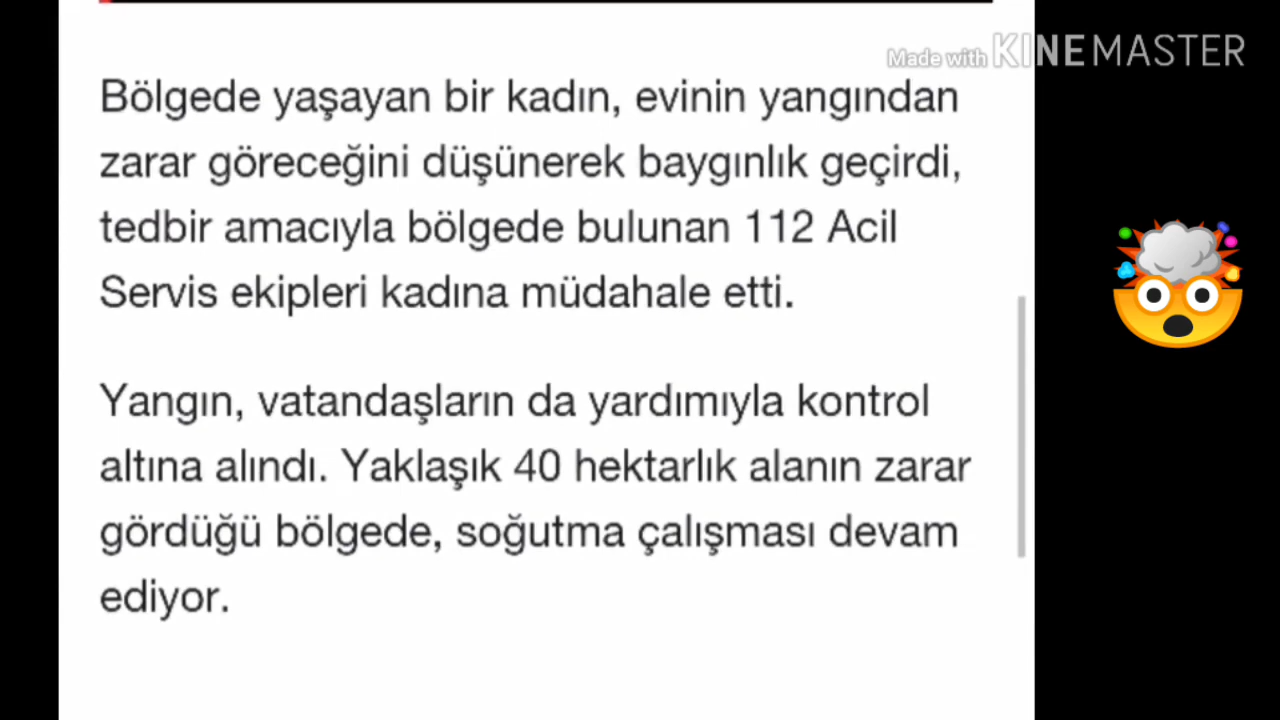 Made with KINEMASTER
Bölgede yaşayan bir kadın, evinin yangından
zarar göreceğini düşünerek baygınlık geçirdi,
tedbir amacıyla bölgede bulunan 112 Acil
Servis ekipleri kadına müdahale etti.
Yangın, vatandaşların da yardımıyla kontrol
altına alındı. Yaklaşık 40 hektarlık alanın zarar
gördüğü bölgede, soğutma çalışması devam
ediyor.